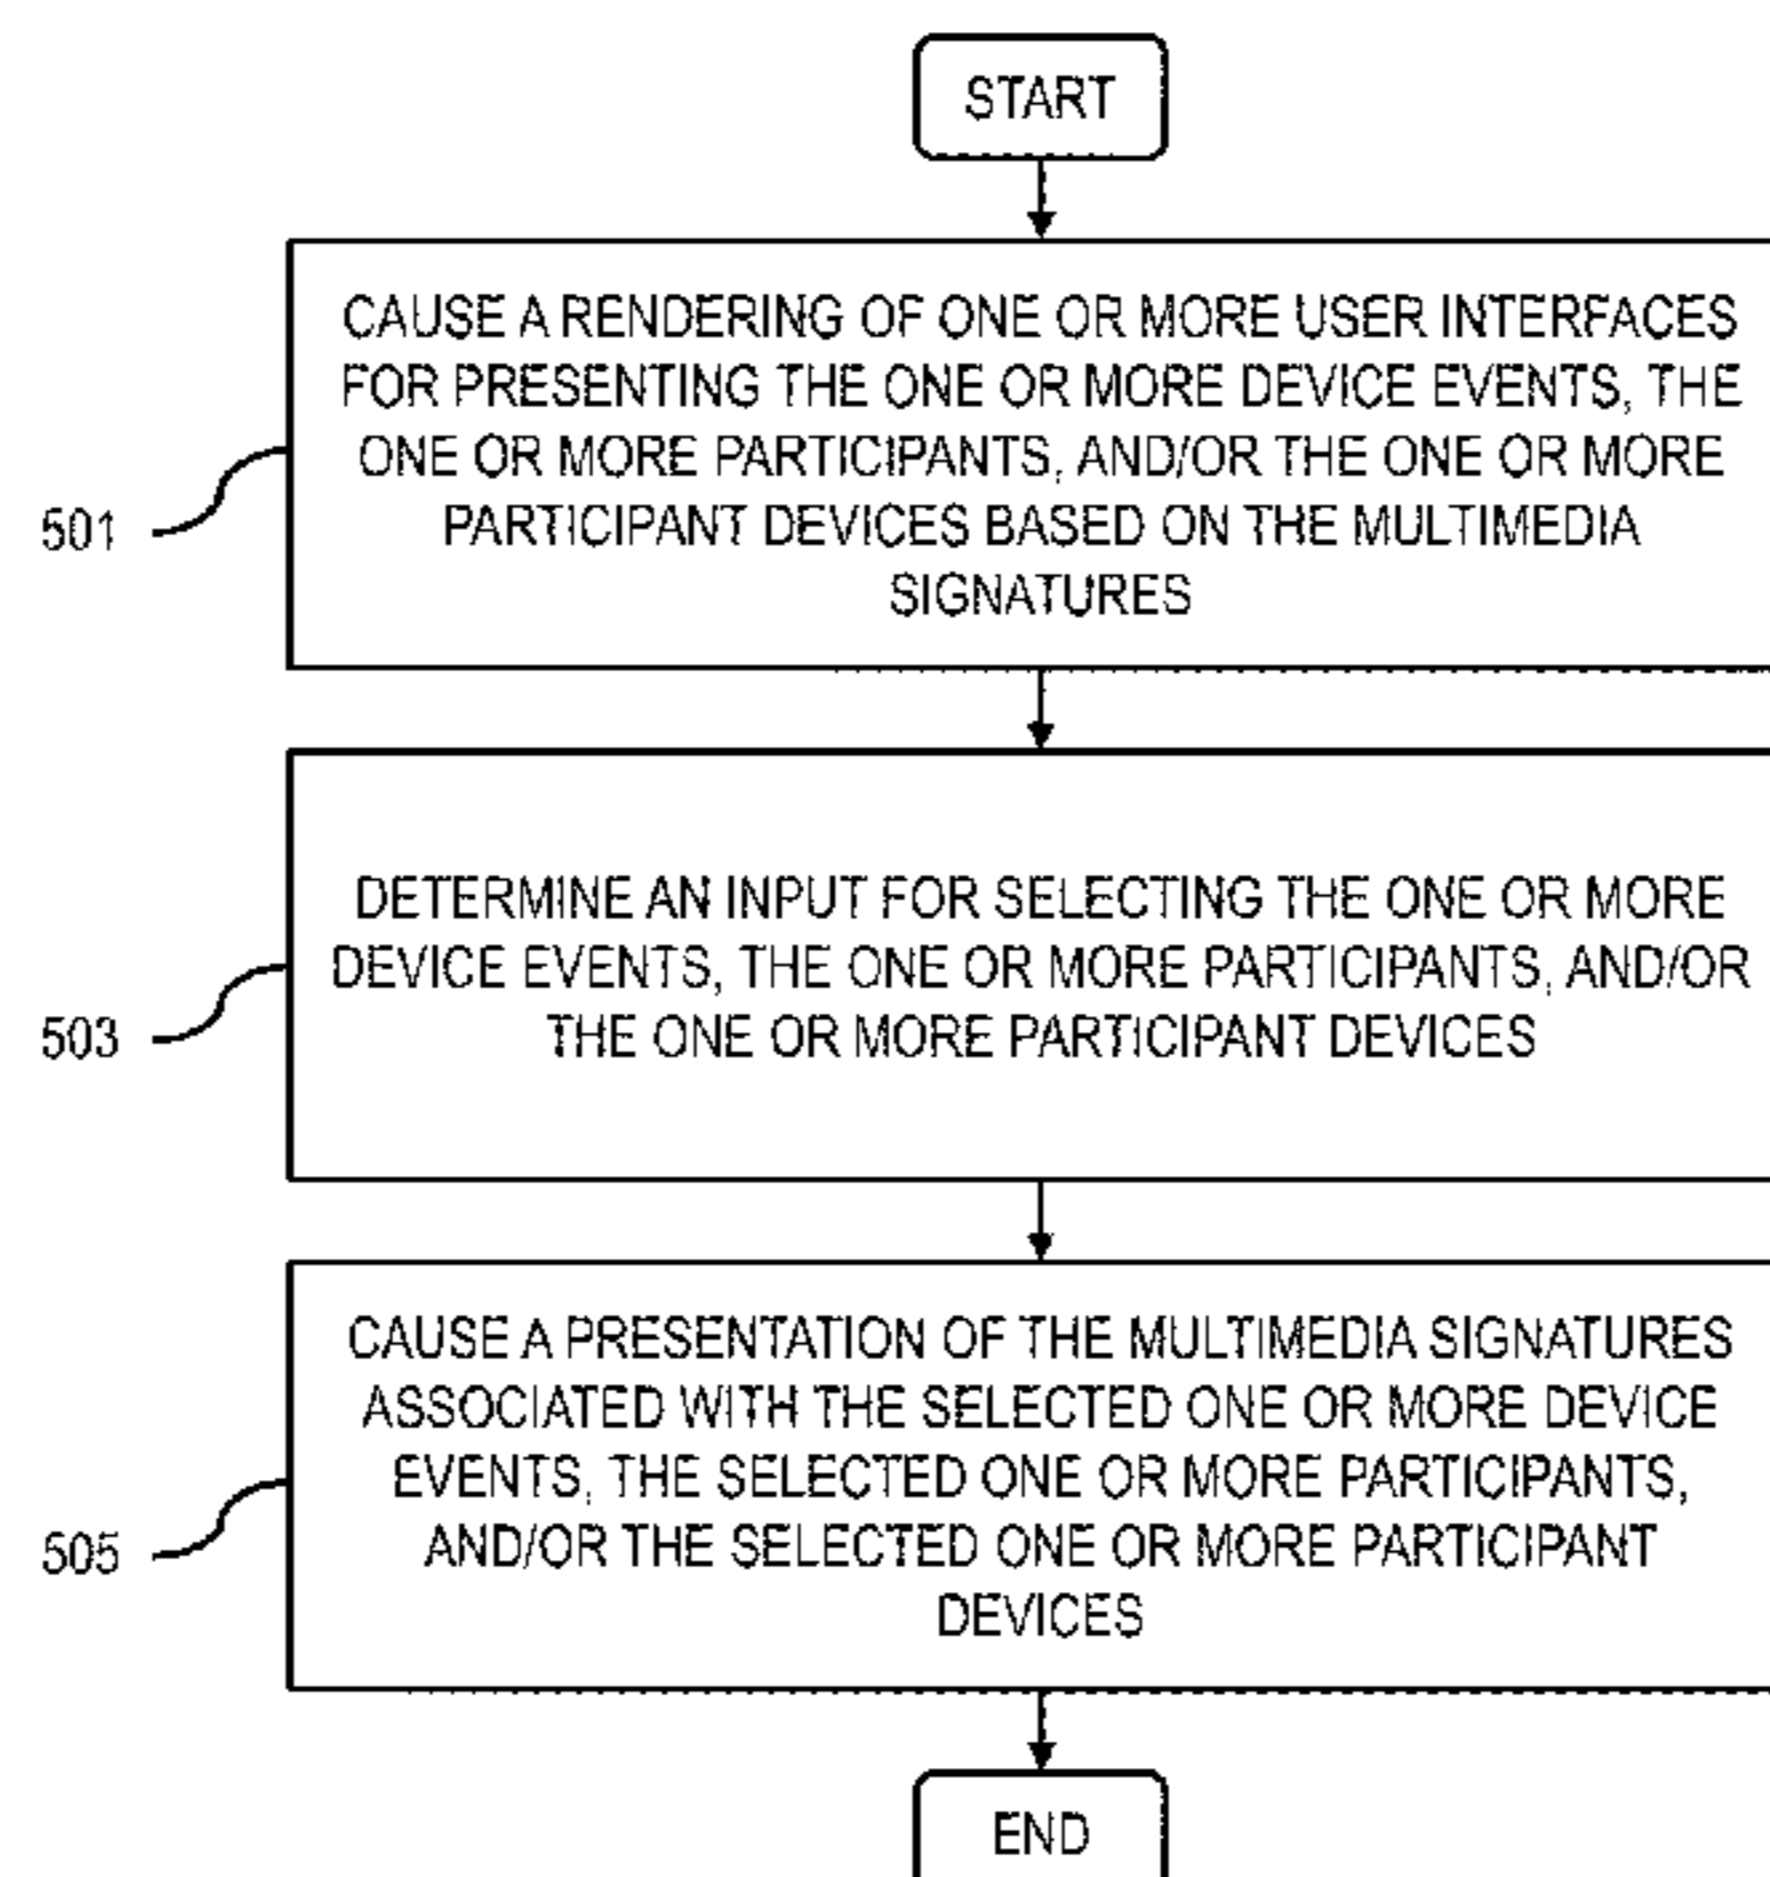 START
CAUSE A RENDERING OF ONE OR MORE USER INTERFACES
FOR PRESENTING THE ONE OR MORE DEVICE EVENTS, THE
ONE OR MORE PARTICIPANTS, AND/OR THE ONE OR MORE
PARTICIPANT DEVICES BASED ON THE MULTIMEDIA
SIGNATURES
501
DETERMINE AN INPUT FOR SELECTING THE ONE OR MORE
DEVICE EVENTS, THE ONE OR MORE PARTICIPANTS, AND/OR
THE ONE OR MORE PARTICIPANT DEVICES
503
CAUSE A PRESENTATION OF THE MULTIMEDIA SIGNATURES
ASSOCIATED WITH THE SELECTED ONE OR MORE DEVICE
EVENTS, THE SELECTED ONE OR MORE PARTICIPANTS,
AND/OR THE SELECTED ONE OR MORE PARTICIPANT
DEVICES
505
END